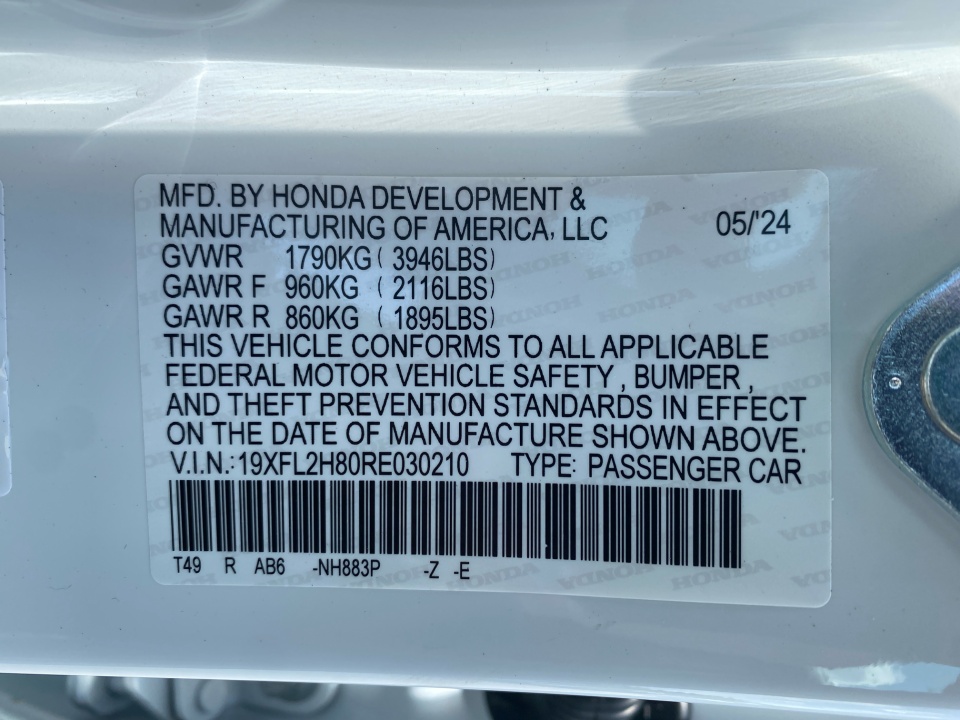 MFD. BY HONDA DEVELOPMENT &
MANUFACTURING OF AMERICA, LLC 05/'24
GVWR 1790KG ( 3946LBS)
GAWR F 960KG ( 2116LBS)
GAWR R 860KG ( 1895LBS)
THIS VEHICLE CONFORMS TO ALL APPLICABLE
FEDERAL MOTOR VEHICLE SAFETY , BUMPER ,
AND THEFT PREVENTION STANDARDS IN EFFECT
ON THE DATE OF MANUFACTURE SHOWN ABOVE.
V.I.N.: 19XFL2H80RE030210 TYPE: PASSENGER CAR
T49 R AB6 -NH883P -Z -E